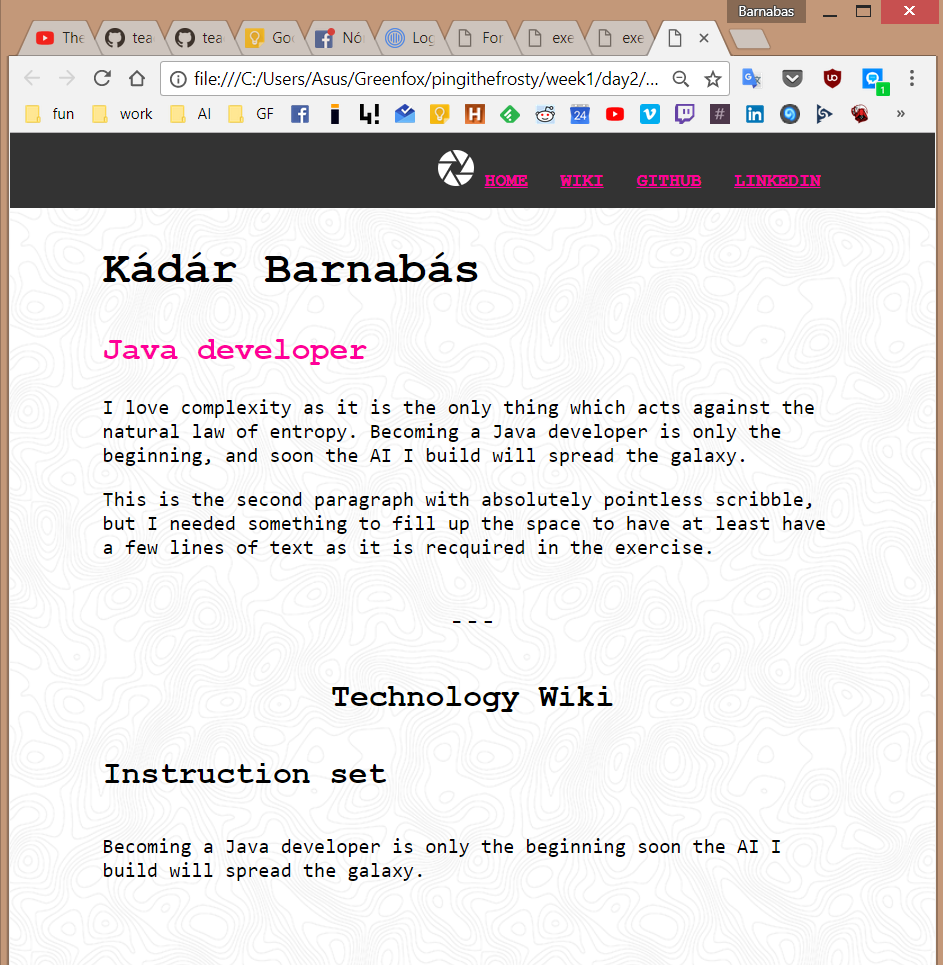 Barnabas
The
tea
tea
Goo
Nó
Log
For
exe
exe
file:///C:/Users/Asus/Greenfox/pingithefrosty/week1/day2/...
fun
work
AI
GF
24
HOME
WIKI
GITHUB
LINKEDIN
Kádár Barnabás
Java developer
I love complexity as it is the only thing which acts against the
natural law of entropy. Becoming a Java developer is only the
beginning, and soon the AI I build will spread the galaxy.
This is the second paragraph with absolutely pointless scribble,
but I needed something to fill up the space to have at least have
a few lines of text as it is recquired in the exercise.
---
Technology Wiki
Instruction set
Becoming a Java developer is only the beginning soon the AI I
build will spread the galaxy.